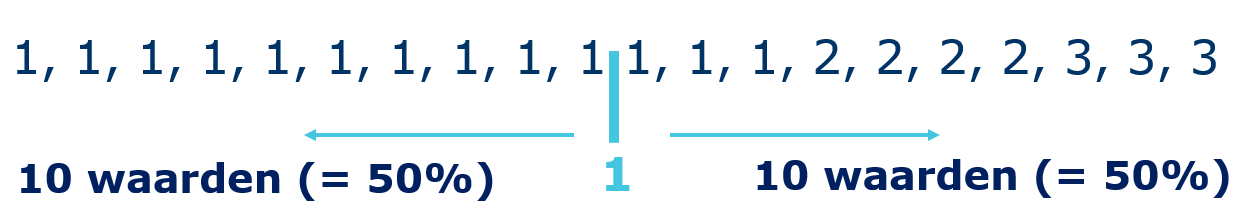 1, 1, 1, 1, 1, 1, 1, 1, 1, 1 1, 1, 1, 2, 2, 2, 2, 3, 3, 3
10 waarden (= 50%) 1 10 waarden (= 50%)